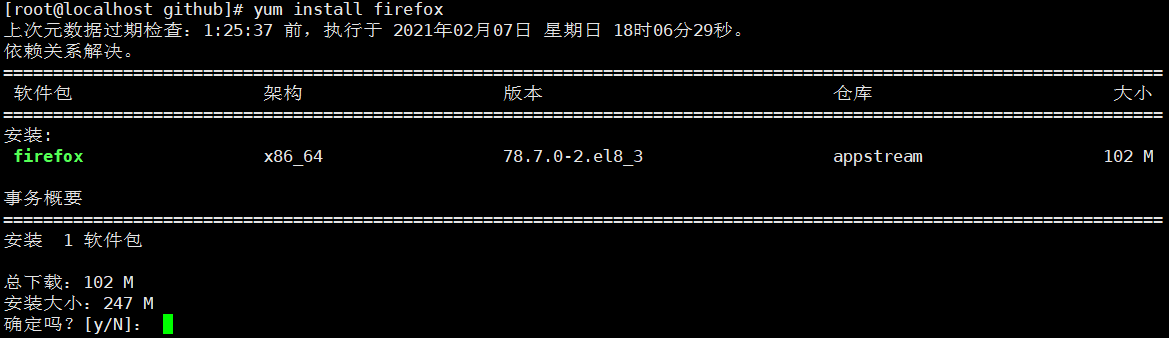 [root@localhost github]# yum install firefox
上次元数据过期检查：1:25:37 前，执行于 2021年02月07日 星期日 18时06分29秒。
依赖关系解决。
================================================================================
软件包 架构 版本 仓库 大小
================================================================================
安装:
firefox x86_64 78.7.0-2.el8_3 appstream 102 M
事务概要
================================================================================
安装 1 软件包
总下载：102 M
安装大小：247 M
确定吗？[y/N]：